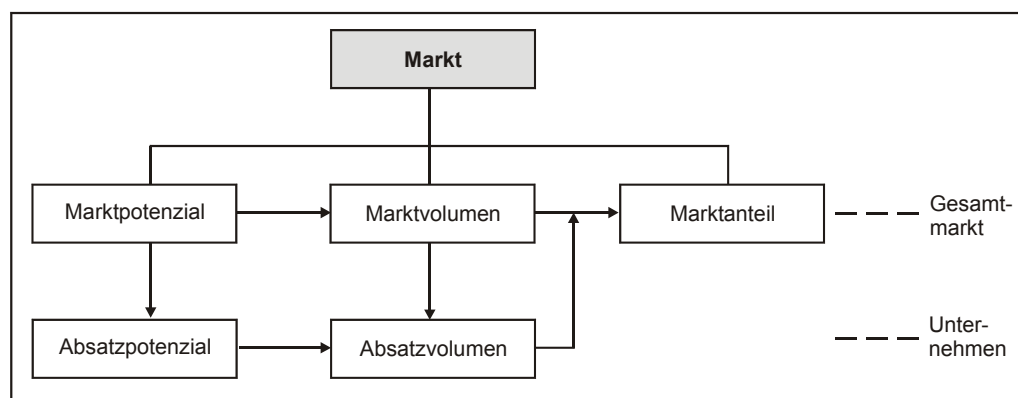 Markt
Marktpotenzial
Marktvolumen
Marktanteil
Gesamt-
markt
Absatzpotenzial
Absatzvolumen
Unter-
nehmen